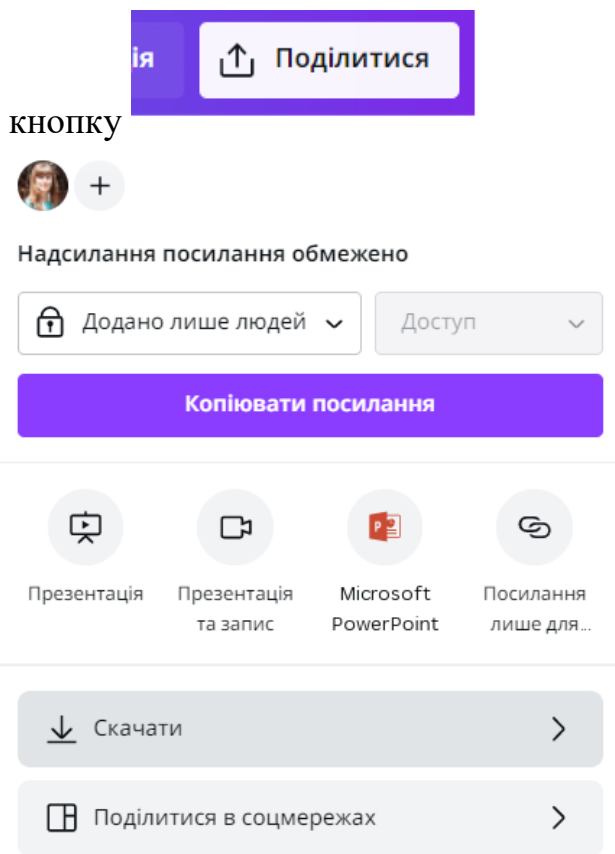 ія
Поділитися
кнопку
Надсилання посилання обмежено
Додано лише людей
Доступ
Копіювати посилання
Презентація
Презентація та запис
Microsoft PowerPoint
Посилання лише для...
Скачати
Поділитися в соцмережах